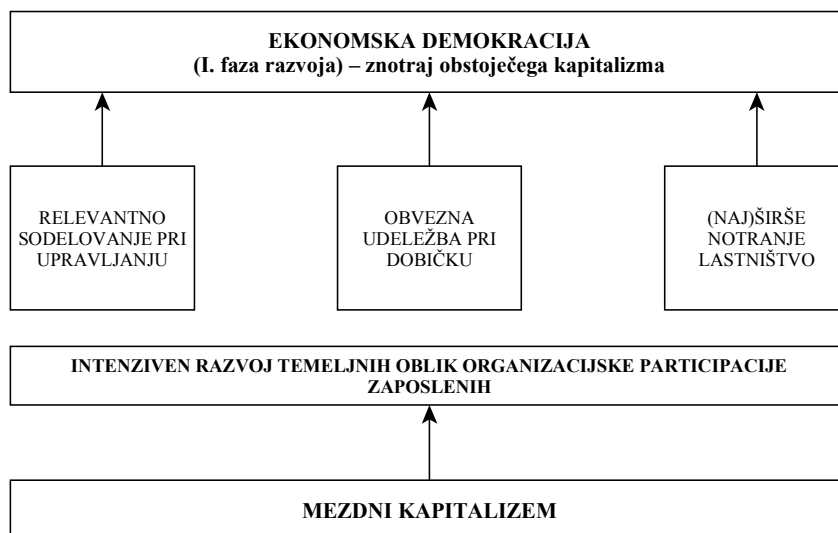 EKONOMSKA DEMOKRACIJA
(I. faza razvoja) – znotraj obstoječega kapitalizma
RELEVANTNO
SODELOVANJE PRI
UPRAVLJANJU
OBVEZNA
UDELEŽBA PRI
DOBIČKU
(NAJ)ŠIRŠE
NOTRANJE
LASTNIŠTVO
INTENZIVEN RAZVOJ TEMELJNIH OBLIK ORGANIZACIJSKE PARTICIPACIJE
ZAPOSLENIH
MEZDNI KAPITALIZEM